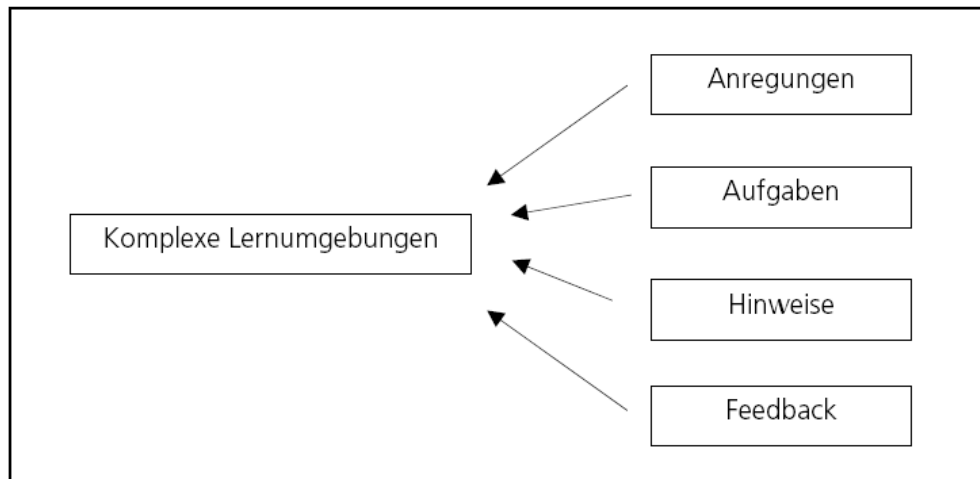 Anregungen
Aufgaben
Komplexe Lernumgebungen
Hinweise
Feedback